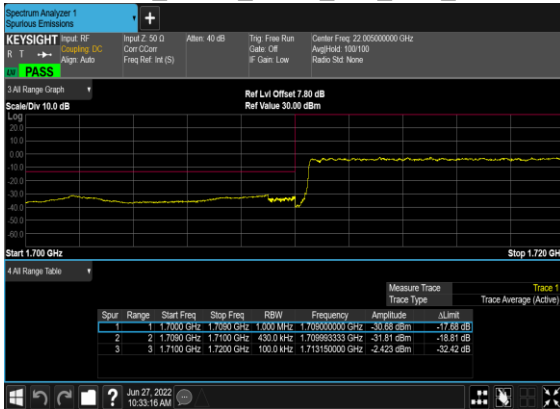 Spectrum Analyzer 1
Spurious Emissions
+
KEYSIGHT Input: RF Input Z: 50 Ω Atten: 40 dB Trig: Free Run Center Freq: 22.005000000 GHz
R T Coupling: DC Corr CCorr Gate: Off Avg|Hold: 100/100
Align: Auto Freq Ref: Int (S) IF Gain: Low Radio Std: None
PASS
3 All Range Graph
Ref Lvl Offset 7.80 dB
Scale/Div 10.0 dB Ref Value 30.00 dBm
Log
20.0
10.0
0.00
-10.0
-20.0
-30.0
-40.0
-50.0
-60.0
Start 1.700 GHz Stop 1.720 GH
4 All Range Table
Measure Trace Trace 1
Trace Type Trace Average (Active)
Spur Range Start Freq Stop Freq RBW Frequency Amplitude ΔLimit
1 1 1.7000 GHz 1.7090 GHz 1.000 MHz 1.709000000 GHz -30.68 dBm -17.68 dB
2 2 1.7090 GHz 1.7100 GHz 430.0 kHz 1.709993333 GHz -31.81 dBm -18.81 dB
3 3 1.7100 GHz 1.7200 GHz 100.0 kHz 1.713150000 GHz -2.423 dBm -32.42 dB
? Jun 27, 2022
10:33:16 AM